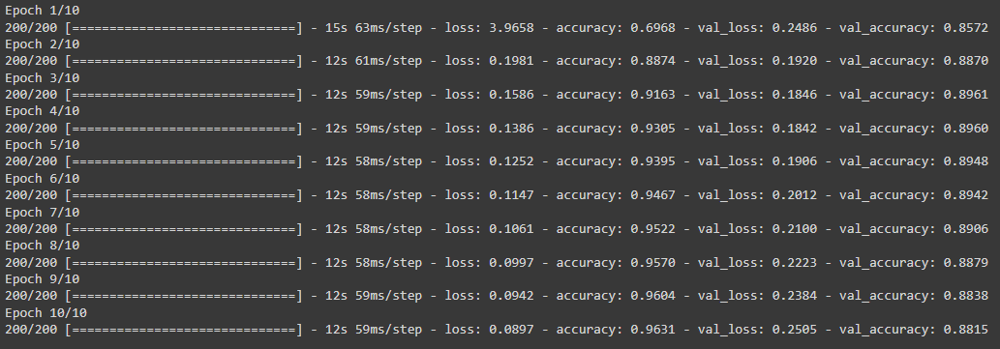 Epoch 1/10
200/200 [==============================] - 15s 63ms/step - loss: 3.9658 - accuracy: 0.6968 - val_loss: 0.2486 - val_accuracy: 0.8572
Epoch 2/10
200/200 [==============================] - 12s 61ms/step - loss: 0.1981 - accuracy: 0.8874 - val_loss: 0.1920 - val_accuracy: 0.8870
Epoch 3/10
200/200 [==============================] - 12s 59ms/step - loss: 0.1586 - accuracy: 0.9163 - val_loss: 0.1846 - val_accuracy: 0.8961
Epoch 4/10
200/200 [==============================] - 12s 59ms/step - loss: 0.1386 - accuracy: 0.9305 - val_loss: 0.1842 - val_accuracy: 0.8960
Epoch 5/10
200/200 [==============================] - 12s 58ms/step - loss: 0.1252 - accuracy: 0.9395 - val_loss: 0.1906 - val_accuracy: 0.8948
Epoch 6/10
200/200 [==============================] - 12s 58ms/step - loss: 0.1147 - accuracy: 0.9467 - val_loss: 0.2012 - val_accuracy: 0.8942
Epoch 7/10
200/200 [==============================] - 12s 58ms/step - loss: 0.1061 - accuracy: 0.9522 - val_loss: 0.2100 - val_accuracy: 0.8906
Epoch 8/10
200/200 [==============================] - 12s 58ms/step - loss: 0.0997 - accuracy: 0.9570 - val_loss: 0.2223 - val_accuracy: 0.8879
Epoch 9/10
200/200 [==============================] - 12s 59ms/step - loss: 0.0942 - accuracy: 0.9604 - val_loss: 0.2384 - val_accuracy: 0.8838
Epoch 10/10
200/200 [==============================] - 12s 59ms/step - loss: 0.0897 - accuracy: 0.9631 - val_loss: 0.2505 - val_accuracy: 0.8815